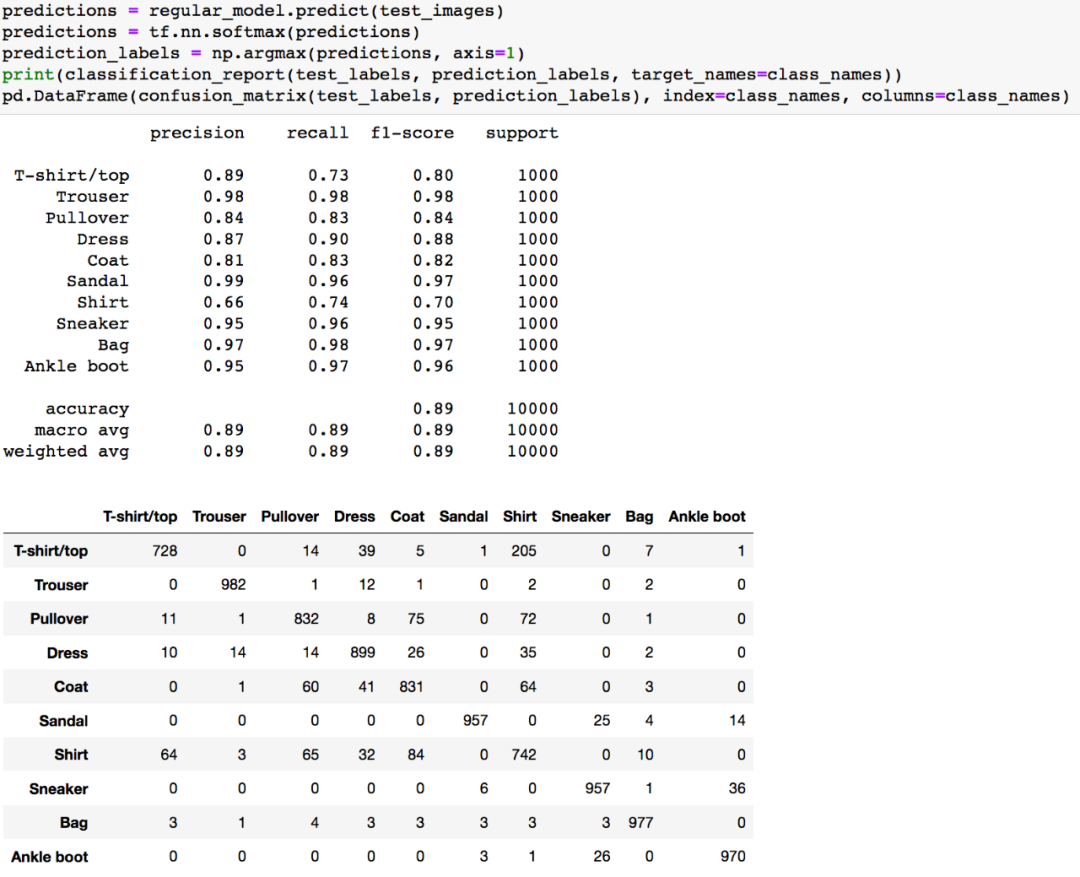 predictions = regular_model.predict(test_images)
predictions = tf.nn.softmax(predictions)
prediction_labels = np.argmax(predictions, axis=1)
print(classification_report(test_labels, prediction_labels, target_names=class_names))
pd.DataFrame(confusion_matrix(test_labels, prediction_labels), index=class_names, columns=class_names)
precision recall f1-score support
T-shirt/top 0.89 0.73 0.80 1000
Trouser 0.98 0.98 0.98 1000
Pullover 0.84 0.83 0.84 1000
Dress 0.87 0.90 0.88 1000
Coat 0.81 0.83 0.82 1000
Sandal 0.99 0.96 0.97 1000
Shirt 0.66 0.74 0.70 1000
Sneaker 0.95 0.96 0.95 1000
Bag 0.97 0.98 0.97 1000
Ankle boot 0.95 0.97 0.96 1000
accuracy 0.89 10000
macro avg 0.89 0.89 0.89 10000
weighted avg 0.89 0.89 0.89 10000
T-shirt/top Trouser Pullover Dress Coat Sandal Shirt Sneaker Bag Ankle boot
T-shirt/top 728 0 14 39 5 1 205 0 7 1
Trouser 0 982 1 12 1 0 2 0 2 0
Pullover 11 1 832 8 75 0 72 0 1 0
Dress 10 14 14 899 26 0 35 0 2 0
Coat 0 1 60 41 831 0 64 0 3 0
Sandal 0 0 0 0 0 957 0 25 4 14
Shirt 64 3 65 32 84 0 742 0 10 0
Sneaker 0 0 0 0 0 6 0 957 1 36
Bag 3 1 4 3 3 3 3 3 977 0
Ankle boot 0 0 0 0 0 3 1 26 0 970